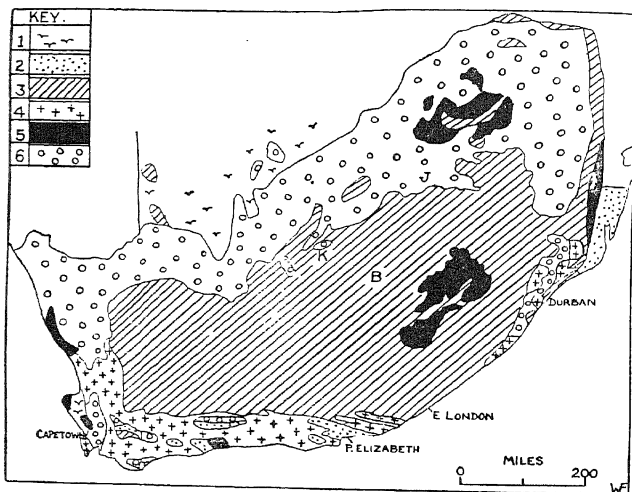 KEY.
1
2
3
4
5
6
J
K
B
DURBAN
E LONDON
CAPETOWN
P. ELIZABETH
MILES
0 200
WF